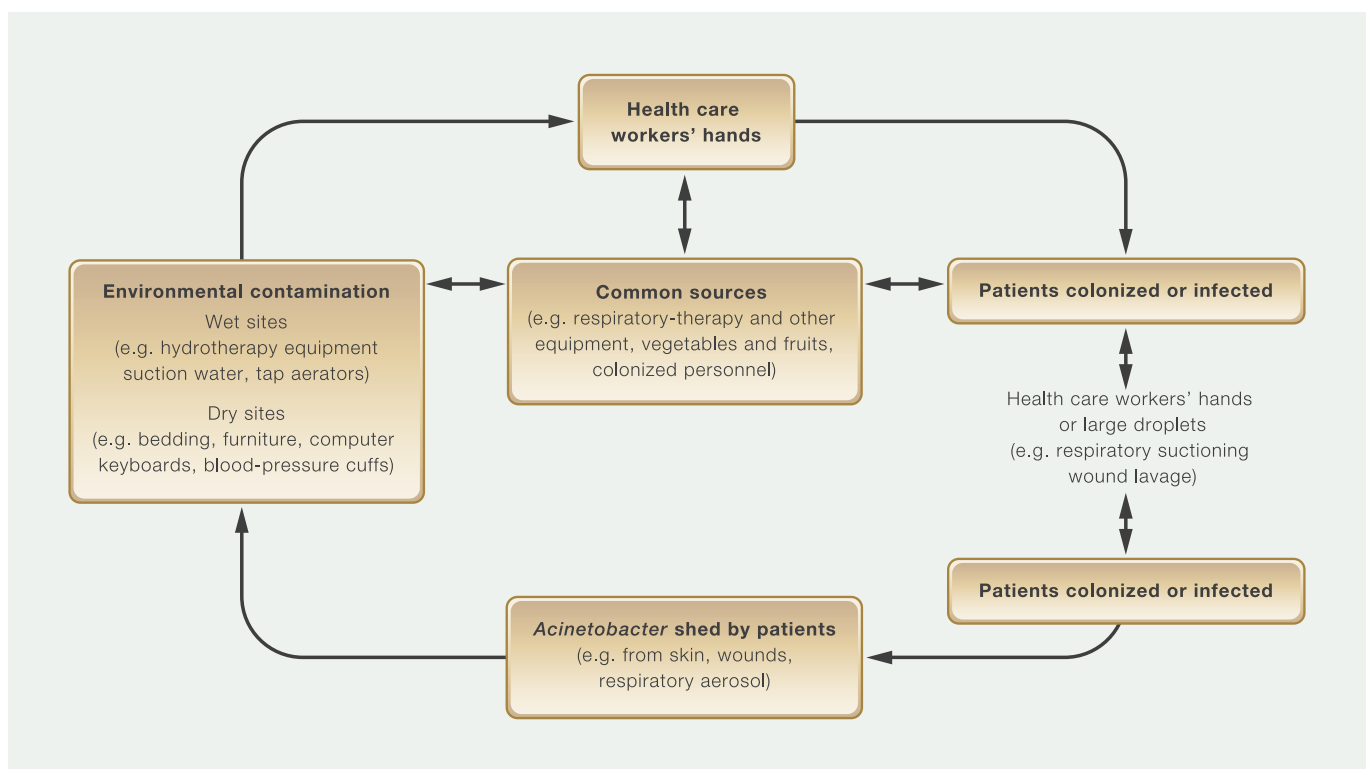 Health care
workers’ hands
Environmental contamination
Wet sites
(e.g. hydrotherapy equipment
suction water, tap aerators)
Dry sites
(e.g. bedding, furniture, computer
keyboards, blood-pressure cuffs)
Common sources
(e.g. respiratory-therapy and other
equipment, vegetables and fruits,
colonized personnel)
Patients colonized or infected
Health care workers’ hands
or large droplets
(e.g. respiratory suctioning
wound lavage)
Patients colonized or infected
Acinetobacter shed by patients
(e.g. from skin, wounds,
respiratory aerosol)